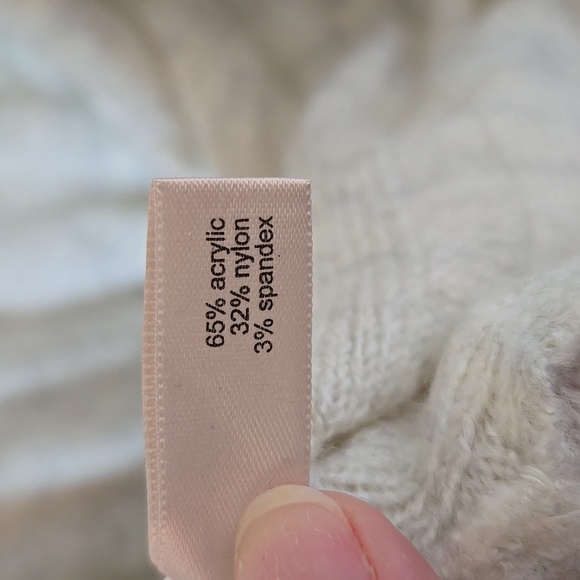 65% acrylic
32% nylon
3% spandex